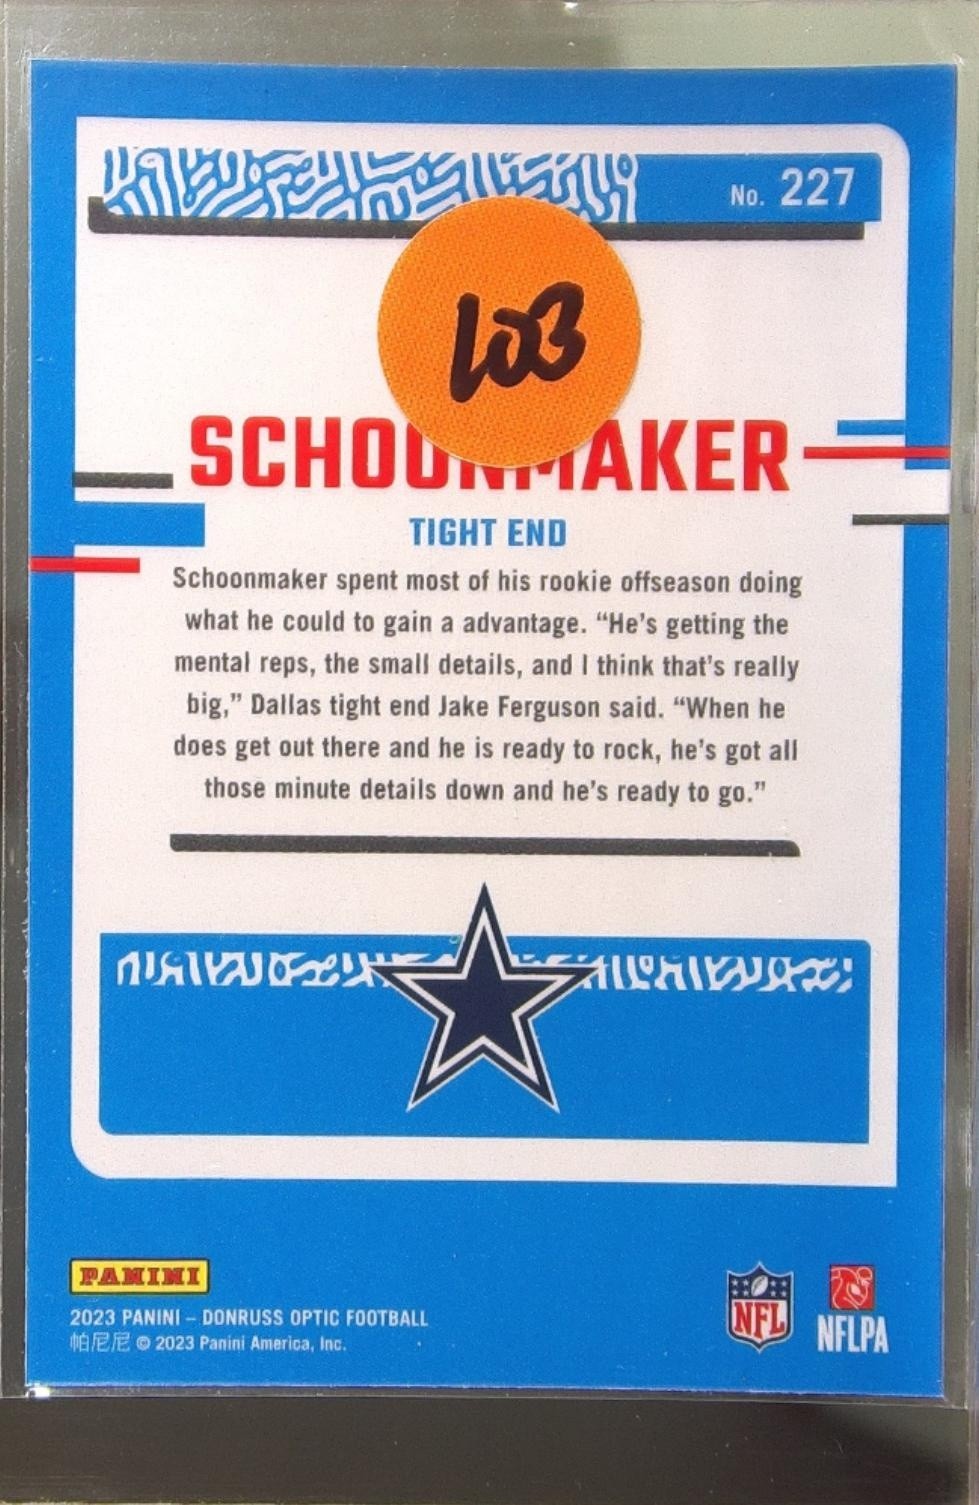 No. 227
103
SCHOONMAKER
TIGHT END
Schoonmaker spent most of his rookie offseason doing
what he could to gain a advantage. “He’s getting the
mental reps, the small details, and I think that’s really
big,” Dallas tight end Jake Ferguson said. “When he
does get out there and he is ready to rock, he’s got all
those minute details down and he’s ready to go.”
PANINI
2023 PANINI – DONRUSS OPTIC FOOTBALL
帕尼尼 © 2023 Panini America, Inc.
NFL
NFLPA